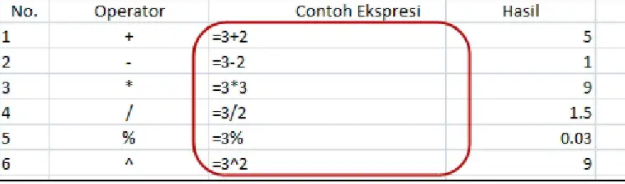 No. Operator Contoh Ekspresi Hasil
1 + =3+2 5
2 - =3-2 1
3 * =3*3 9
4 / =3/2 1.5
5 % =3% 0.03
6 ^ =3^2 9